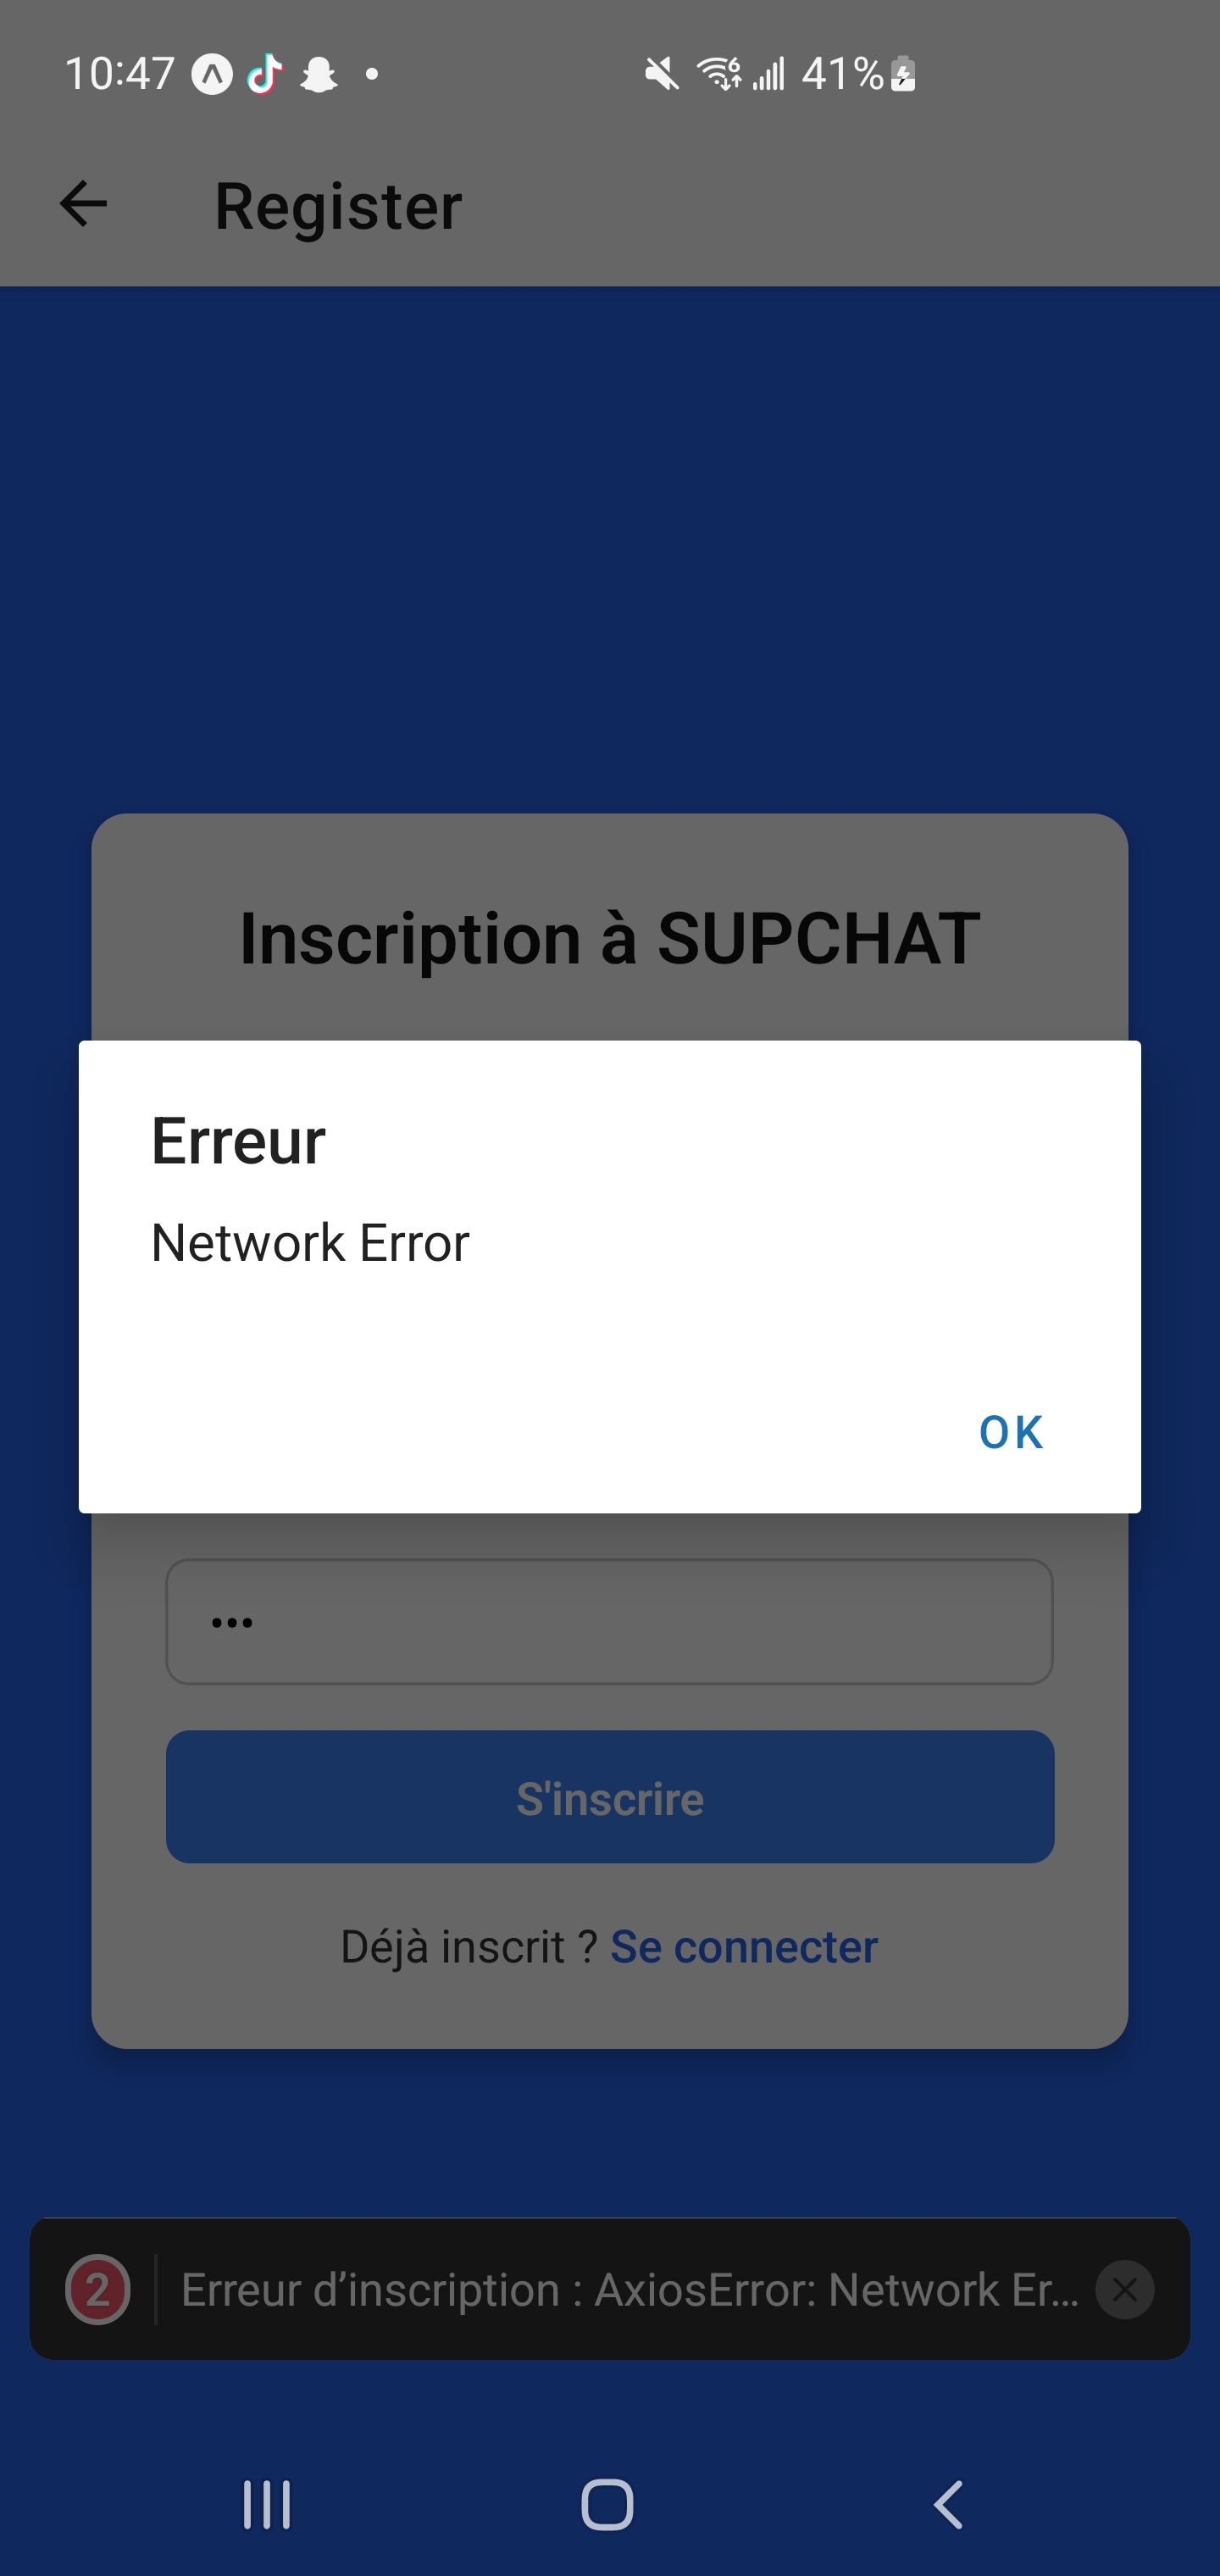 10:47
6
41%
Register
Inscription à SUPCHAT
Erreur
Network Error
OK
•••
S'inscrire
Déjà inscrit ? Se connecter
2 Erreur d’inscription : AxiosError: Network Er...